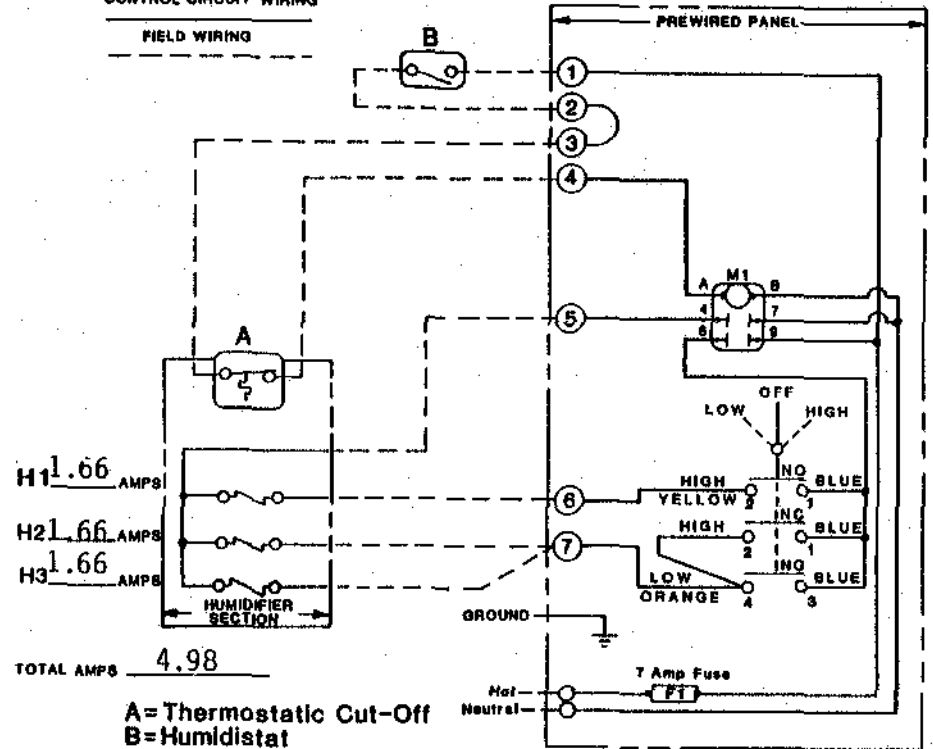 CONTROL CIRCUIT WIRING
FIELD WIRING
PREWIRED PANEL
B
1
2
3
4
M1
A
B
4
7
6
9
5
A
OFF
LOW
HIGH
H1 1.66 AMPS
H2 1.66 AMPS
H3 1.66 AMPS
6
7
HIGH
YELLOW
2
NO
1
BLUE
HIGH
2
NC
1
BLUE
LOW
ORANGE
4
NO
3
BLUE
HUMIDIFIER
SECTION
GROUND
TOTAL AMPS 4.98
7 Amp Fuse
Hot
F1
Neutral
A=Thermostatic Cut-Off
B=Humidistat